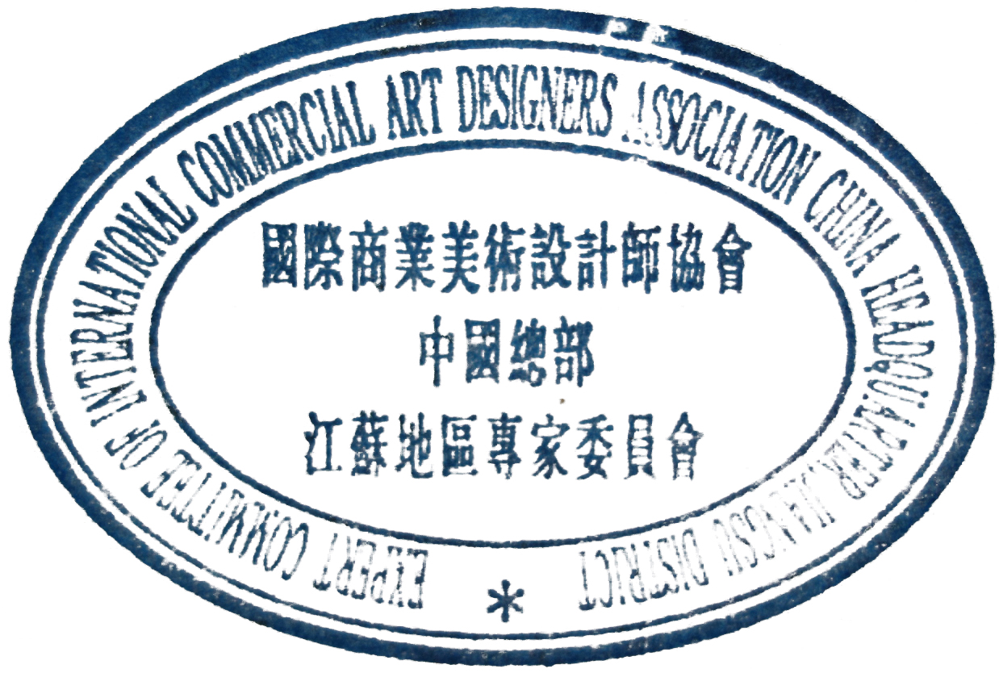 EXPERT COMMITTEE OF INTERNATIONAL COMMERCIAL ART DESIGNERS ASSOCIATION CHINA HEADQUARTER JIANGSU DISTRICT
國際商業美術設計師協會
中國總部
江蘇地區專家委員會
*